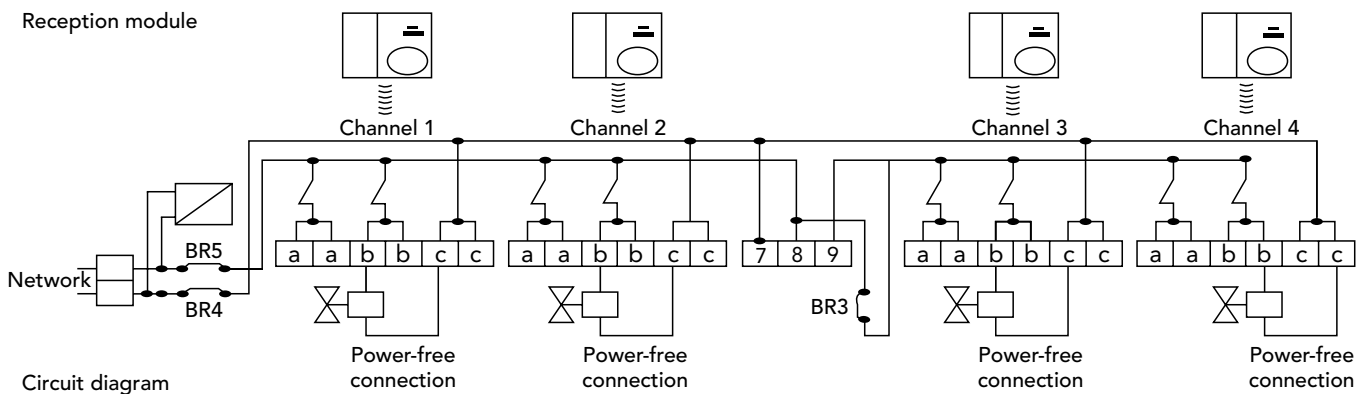 Reception module
Channel 1 Channel 2 Channel 3 Channel 4
BR5
a a b b c c a a b b c c 7 8 9 a a b b c c a a b b c c
Network
BR4 BR3
Power-free Power-free Power-free Power-free
connection connection connection connection
Circuit diagram